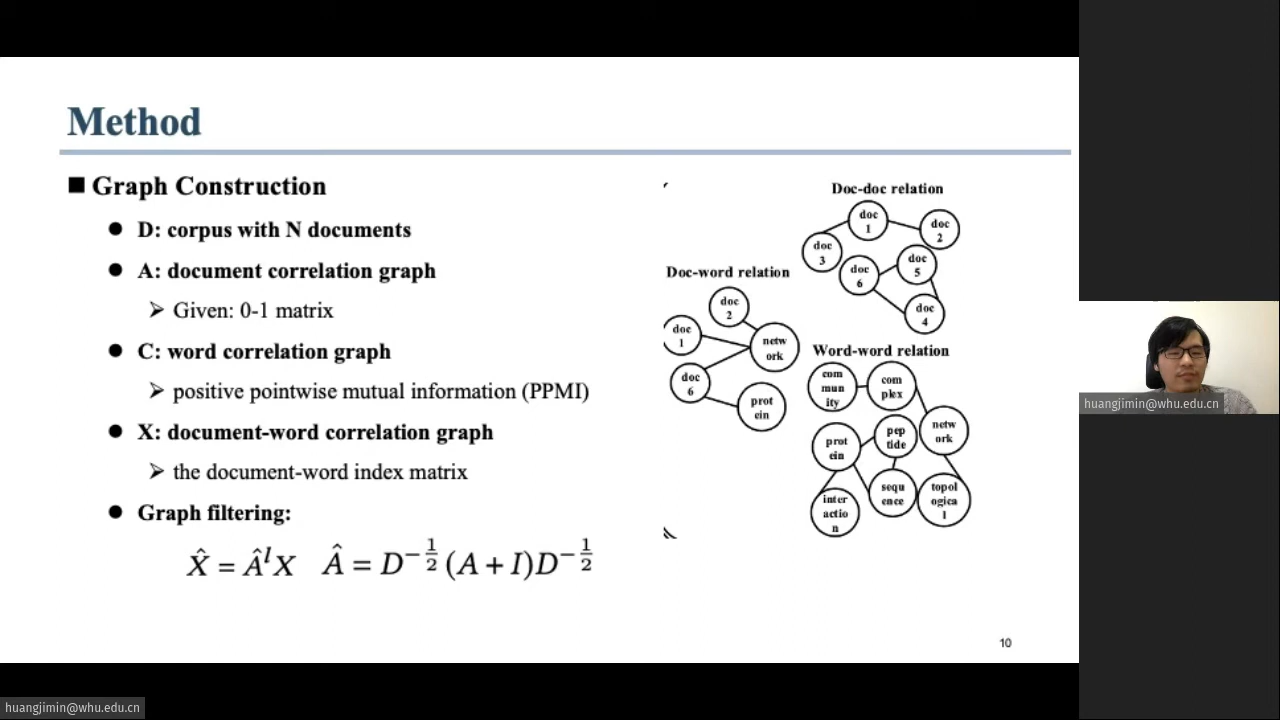 Method
■ Graph Construction
● D: corpus with N documents
● A: document correlation graph
➢ Given: 0-1 matrix
● C: word correlation graph
➢ positive pointwise mutual information (PPMI)
● X: document-word correlation graph
➢ the document-word index matrix
● Graph filtering:
X̂ = Â^l X   Â = D^{-1/2} (A + I) D^{-1/2}
Doc-doc relation
doc
1
doc
2
doc
3
doc
5
doc
6
doc
4
Doc-word relation
doc
2
doc
1
netw
ork
doc
6
prot
ein
Word-word relation
com
mun
ity
com
plex
netw
ork
pep
tide
prot
ein
sequ
ence
topol
ogica
l
inter
actio
n
10
huangjimin@whu.edu.cn
huangjimin@whu.edu.cn